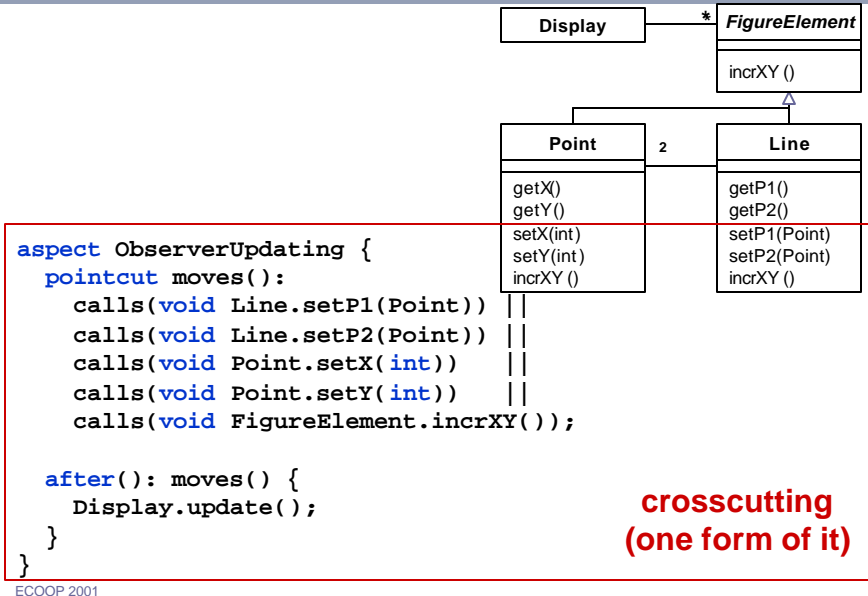 Display
*
FigureElement
incrXY ()
Point
2
Line
getX()
getY()
setX(int)
setY(int)
incrXY ()
getP1()
getP2()
setP1(Point)
setP2(Point)
incrXY ()
aspect ObserverUpdating {
pointcut moves():
calls(void Line.setP1(Point)) ||
calls(void Line.setP2(Point)) ||
calls(void Point.setX(int)) ||
calls(void Point.setY(int)) ||
calls(void FigureElement.incrXY());
after(): moves() {
Display.update();
}
}
crosscutting
(one form of it)
ECOOP 2001